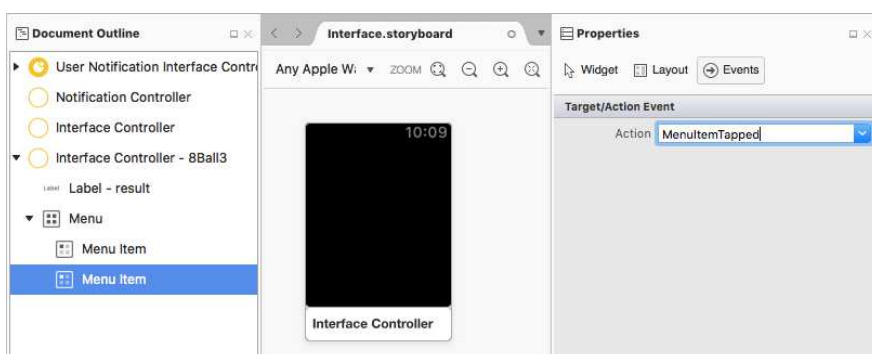 Document Outline
User Notification Interface Contr
Notification Controller
Interface Controller
Interface Controller - 8Ball3
Label Label - result
Menu
Menu Item
Menu Item
Interface.storyboard
Any Apple W ZOOM
10:09
Interface Controller
Properties
Widget Layout Events
Target/Action Event
Action MenuItemTapped